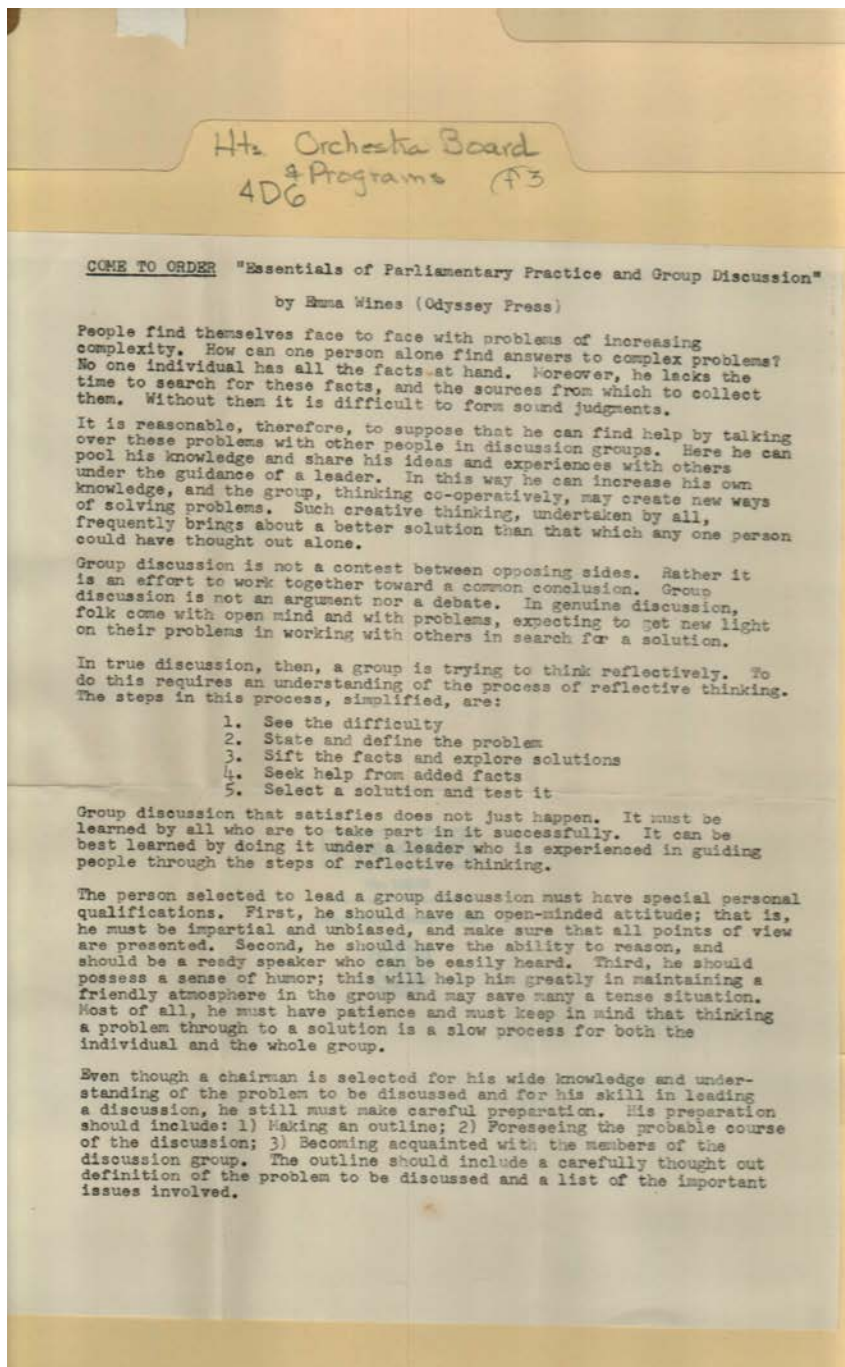 Hts Orchestra Board
& Programs
4D6
COME TO ORDER "Essentials of Parliamentary Practice and Group Discussion"
by Emma Wines (Odyssey Press)
People find themselves face to face with problems of increasing
complexity. How can one person alone find answers to complex problems?
No one individual has all the facts at hand. Moreover, he lacks the
time to search for these facts, and the sources from which to collect
them. Without them it is difficult to form sound judgments.
It is reasonable, therefore, to suppose that he can find help by talking
over these problems with other people in discussion groups. Here he can
pool his knowledge and share his ideas and experiences with others
under the guidance of a leader. In this way he can increase his own
knowledge, and the group, thinking co-operatively, may create new ways
of solving problems. Such creative thinking, undertaken by all,
frequently brings about a better solution than that which any one person
could have thought out alone.
Group discussion is not a contest between opposing sides. Rather it
is an effort to work together toward a common conclusion. Group
discussion is not an argument nor a debate. In genuine discussion,
folk come with open mind and with problems, expecting to get new light
on their problems in working with others in search for a solution.
In true discussion, then, a group is trying to think reflectively. To
do this requires an understanding of the process of reflective thinking.
The steps in this process, simplified, are:
1. See the difficulty
2. State and define the problem
3. Sift the facts and explore solutions
4. Seek help from added facts
5. Select a solution and test it
Group discussion that satisfies does not just happen. It must be
learned by all who are to take part in it successfully. It can be
best learned by doing it under a leader who is experienced in guiding
people through the steps of reflective thinking.
The person selected to lead a group discussion must have special personal
qualifications. First, he should have an open-minded attitude; that is,
he must be impartial and unbiased, and make sure that all points of view
are presented. Second, he should have the ability to reason, and
should be a ready speaker who can be easily heard. Third, he should
possess a sense of humor; this will help him greatly in maintaining a
friendly atmosphere in the group and may save many a tense situation.
Most of all, he must have patience and must keep in mind that thinking
a problem through to a solution is a slow process for both the
individual and the whole group.
Even though a chairman is selected for his wide knowledge and under-
standing of the problem to be discussed and for his skill in leading
a discussion, he still must make careful preparation. His preparation
should include: 1) Making an outline; 2) Foreseeing the probable course
of the discussion; 3) Becoming acquainted with the members of the
discussion group. The outline should include a carefully thought out
definition of the problem to be discussed and a list of the important
issues involved.